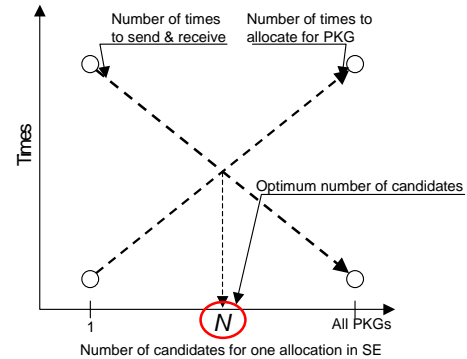 Number of times
to send & receive
Number of times to
allocate for PKG
Times
Optimum number of candidates
1
N
All PKGs
Number of candidates for one allocation in SE